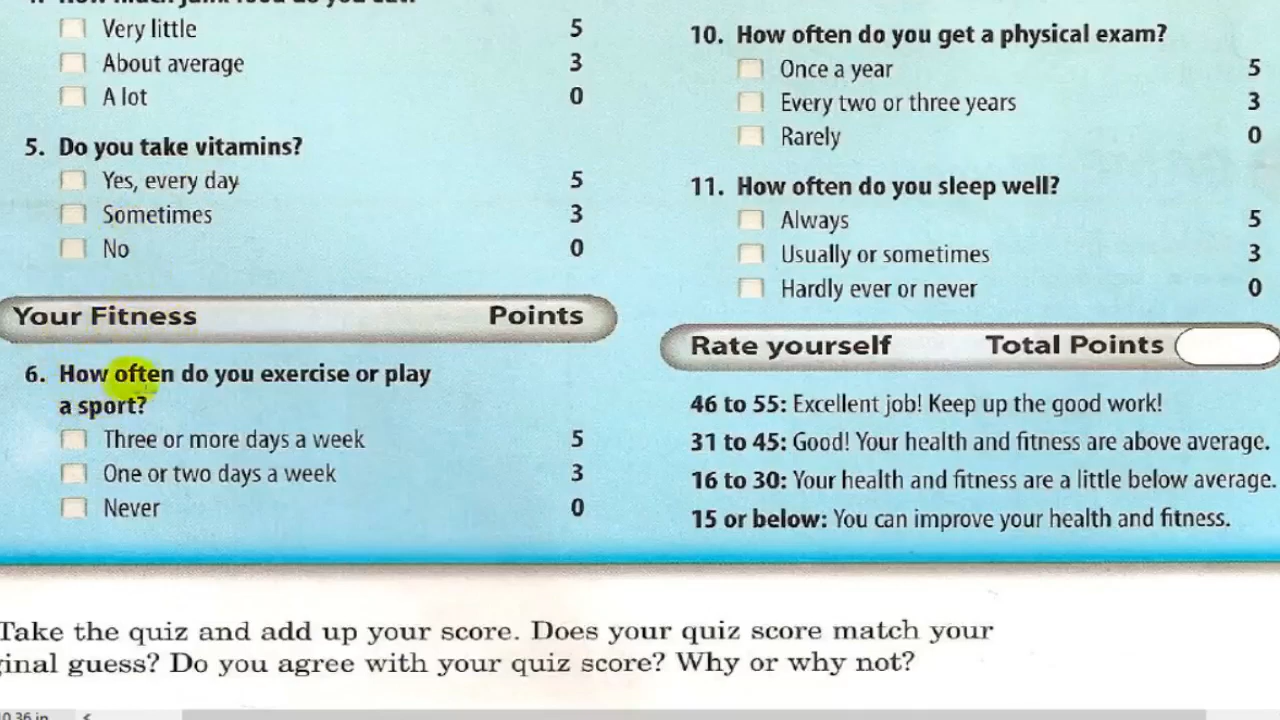 Very little 5
About average 3
A lot 0
5. Do you take vitamins?
Yes, every day 5
Sometimes 3
No 0
Your Fitness Points
6. How often do you exercise or play
a sport?
Three or more days a week 5
One or two days a week 3
Never 0
10. How often do you get a physical exam?
Once a year 5
Every two or three years 3
Rarely 0
11. How often do you sleep well?
Always 5
Usually or sometimes 3
Hardly ever or never 0
Rate yourself Total Points
46 to 55: Excellent job! Keep up the good work!
31 to 45: Good! Your health and fitness are above average.
16 to 30: Your health and fitness are a little below average.
15 or below: You can improve your health and fitness.
Take the quiz and add up your score. Does your quiz score match your
ginal guess? Do you agree with your quiz score? Why or why not?